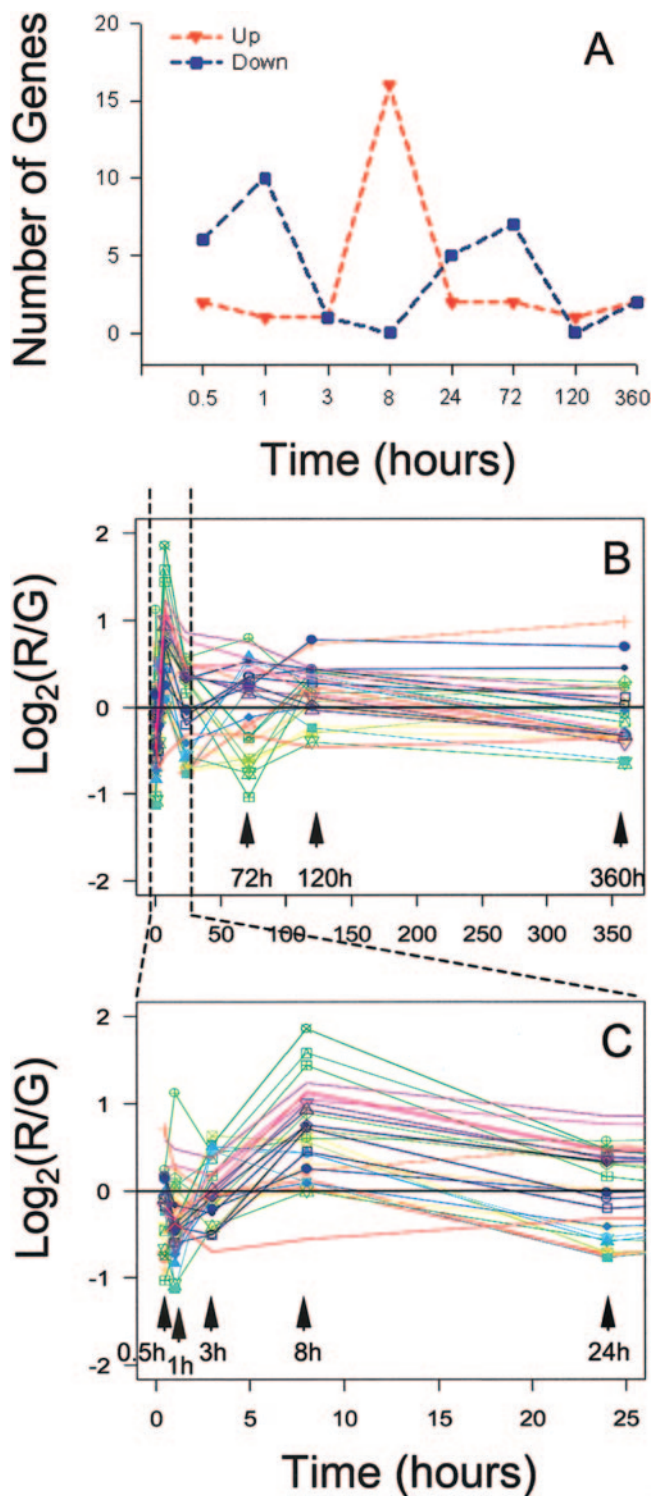 20
15
10
5
0
Number of Genes
Up
Down
A
0.5 1 3 8 24 72 120 360
Time (hours)
2
1
0
-1
-2
Log2(R/G)
B
72h 120h 360h
0 50 100 150 200 250 300 350
2
1
0
-1
-2
Log2(R/G)
C
0.5h 1h 3h 8h 24h
0 5 10 15 20 25
Time (hours)